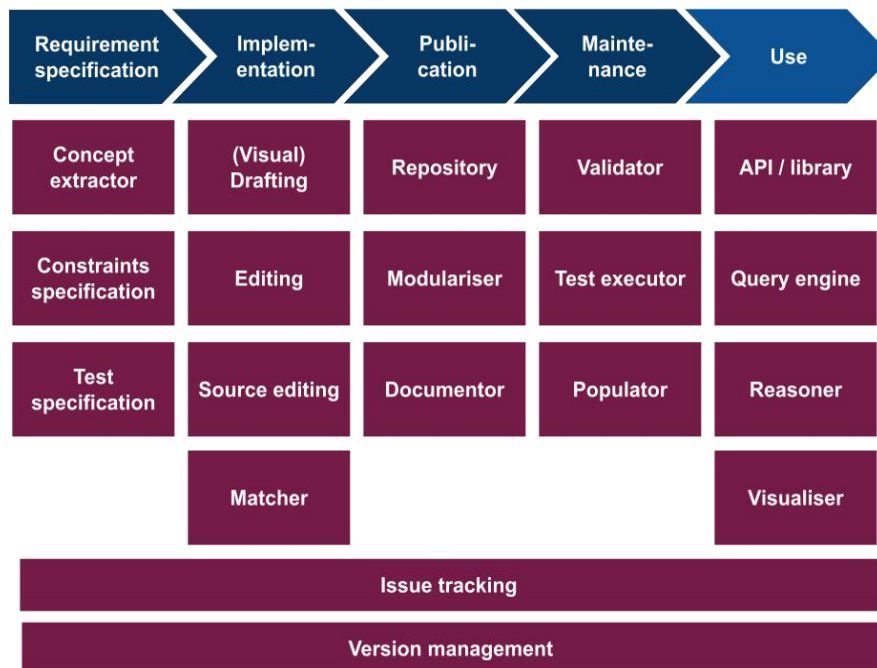 Requirement
specification
Implem-
entation
Publi-
cation
Mainte-
nance
Use
Concept
extractor
(Visual)
Drafting
Repository
Validator
API / library
Constraints
specification
Editing
Modulariser
Test executor
Query engine
Test
specification
Source editing
Documentor
Populator
Reasoner
Matcher
Visualiser
Issue tracking
Version management